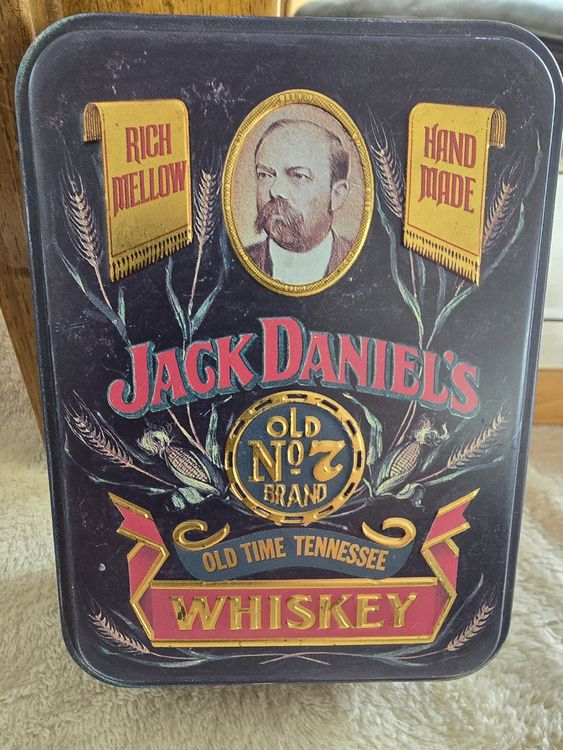 RICH
MELLOW
HAND
MADE
JACK DANIEL'S
OLD
No 7
BRAND
OLD TIME TENNESSEE
WHISKEY